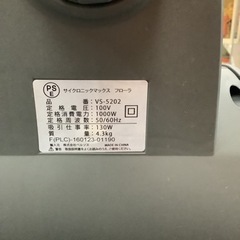 PS
E
サイクロニックマックス フローラ
品番：VS-5202
定格電圧：100V
定格消費電力：1000W
定格周波数：50/60Hz
吸引仕事率：130W
質量：4.3kg
F(PLC)-160123-01190
MADE IN CHINA